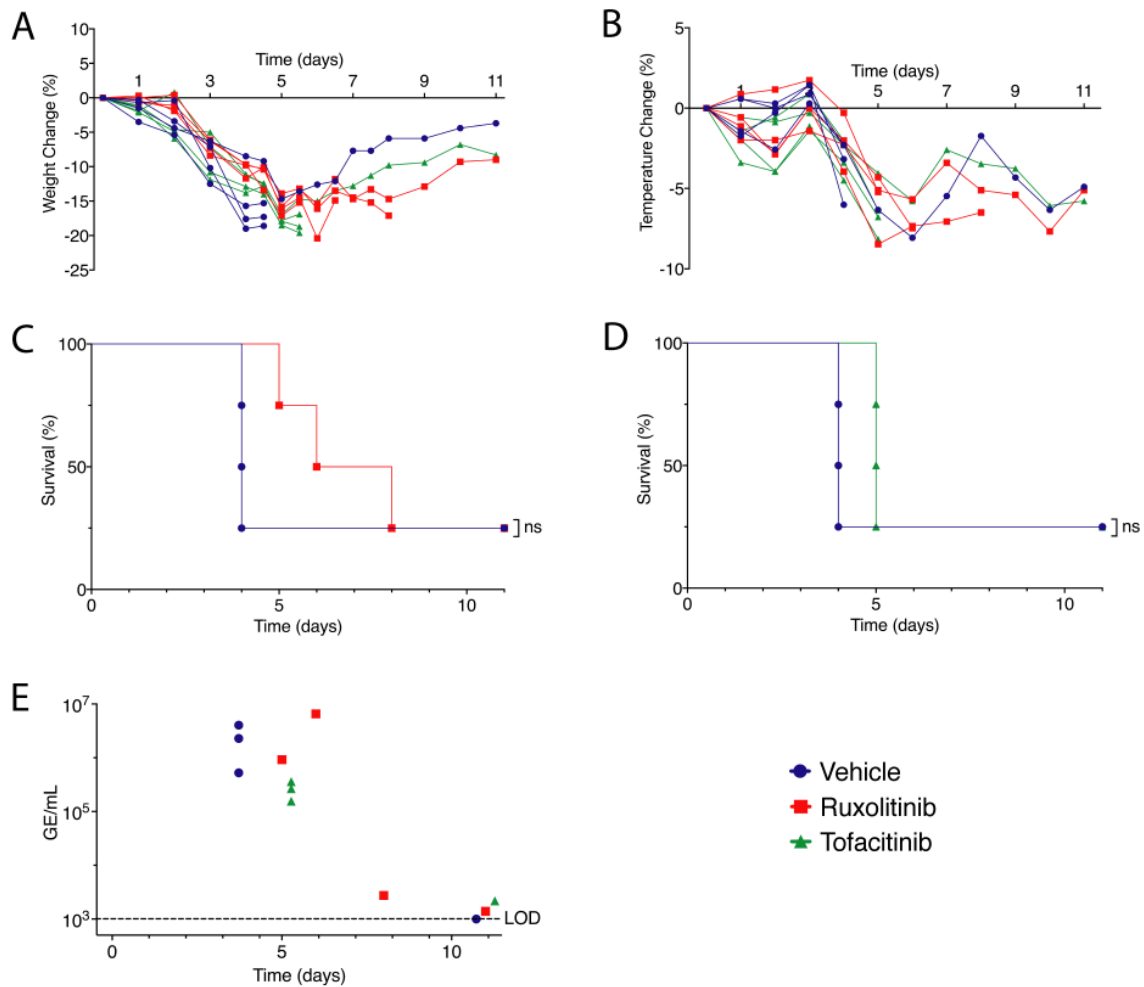 A
Weight Change (%)
10
5
0
-5
-10
-15
-20
-25
Time (days)
1 3 5 7 9 11
B
Temperature Change (%)
5
0
-5
-10
Time (days)
1 5 7 9 11
C
Survival (%)
100
50
0
0 5 10
Time (days)
ns
D
Survival (%)
100
50
0
0 5 10
Time (days)
ns
E
GE/mL
10⁷
10⁵
10³
LOD
0 5 10
Time (days)
Vehicle
Ruxolitinib
Tofacitinib